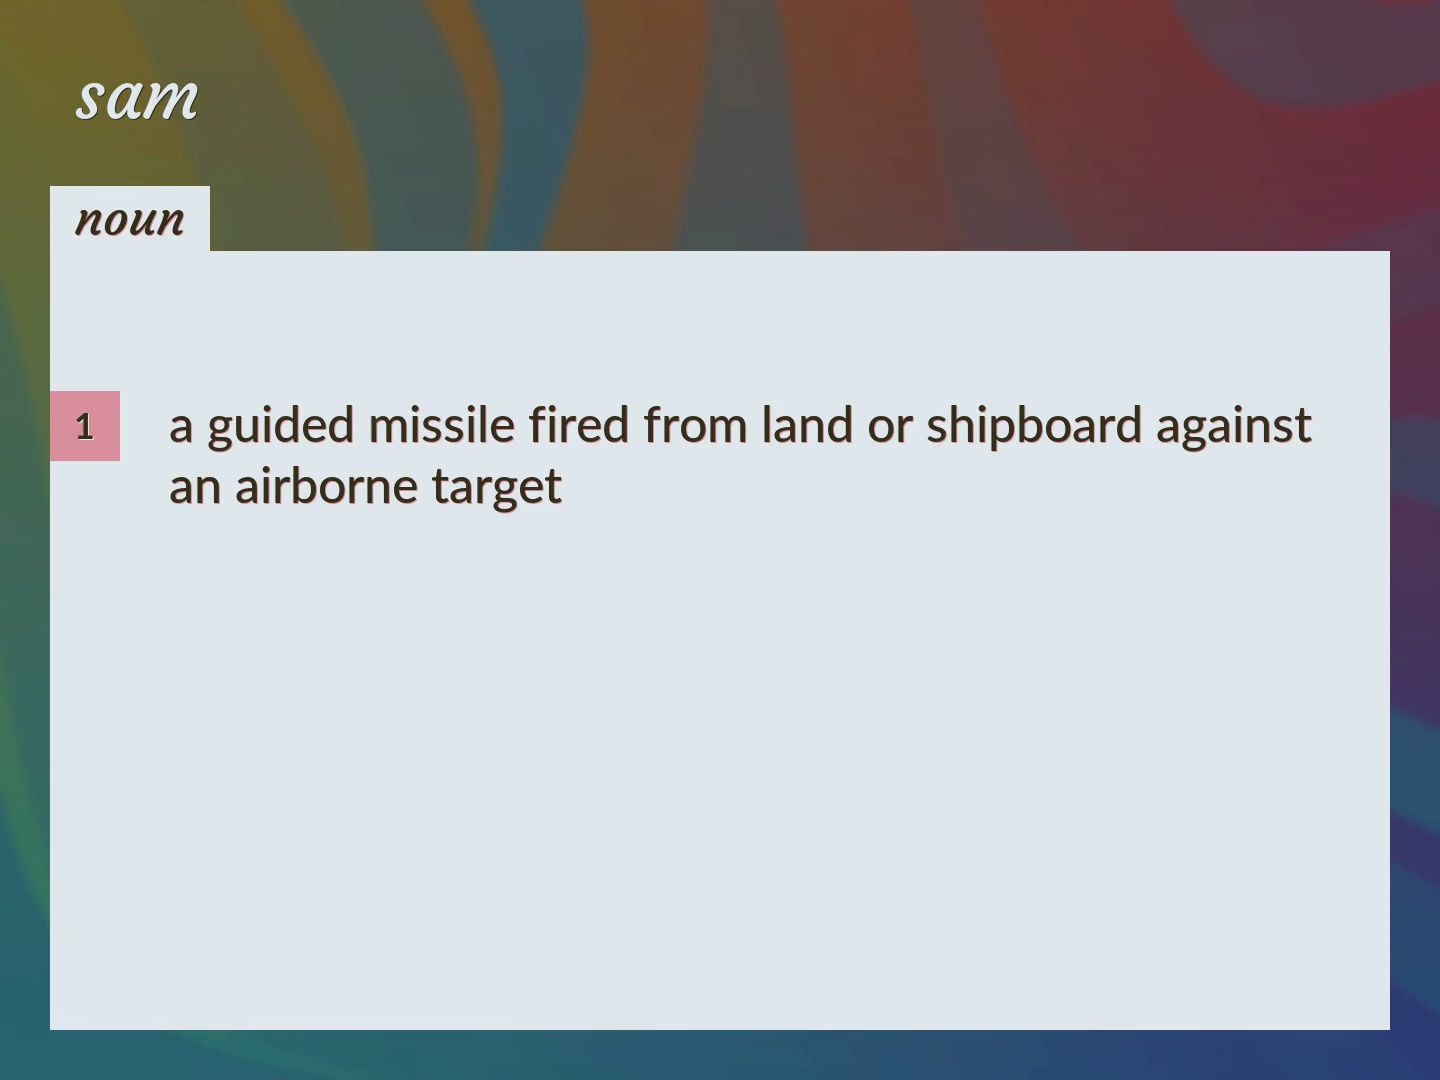 sam
noun
1
a guided missile fired from land or shipboard against
an airborne target